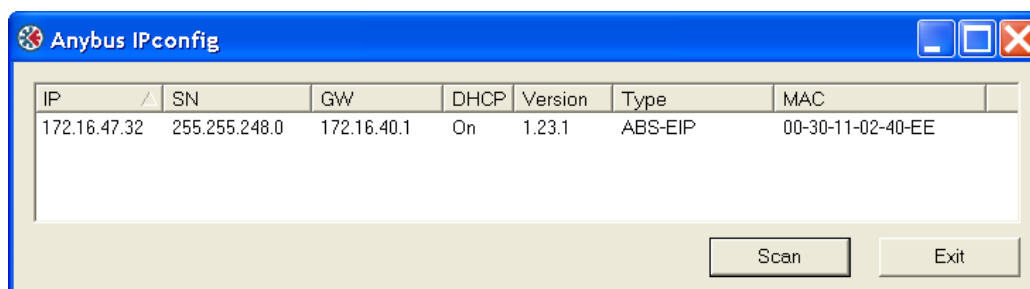 Anybus IPconfig
IP SN GW DHCP Version Type MAC
172.16.47.32 255.255.248.0 172.16.40.1 On 1.23.1 ABS-EIP 00-30-11-02-40-EE
Scan Exit